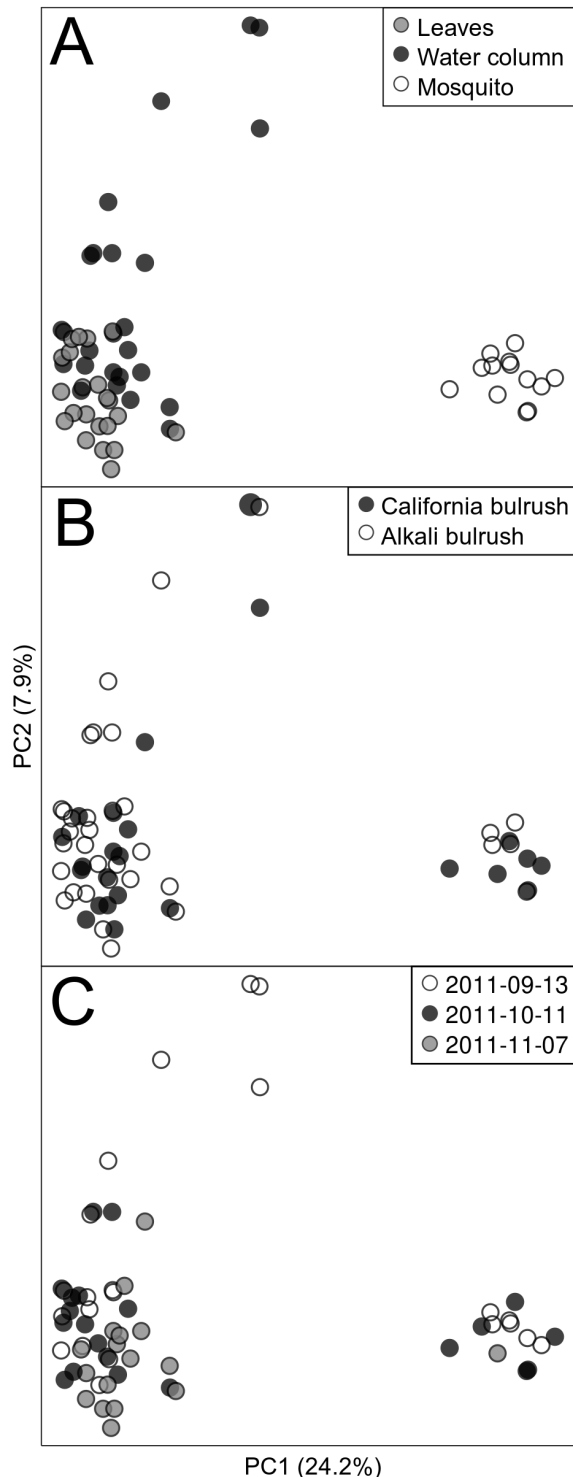 A
Leaves
Water column
Mosquito
B
California bulrush
Alkali bulrush
PC2 (7.9%)
C
2011-09-13
2011-10-11
2011-11-07
PC1 (24.2%)